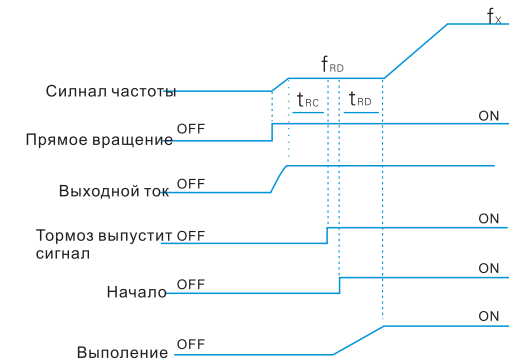 fx
fRD
Силнал частоты
tRC
tRD
ON
OFF
Прямое вращение
Выходной ток
OFF
ON
Тормоз выпустит
OFF
сигнал
ON
OFF
Начало
ON
OFF
Выполение